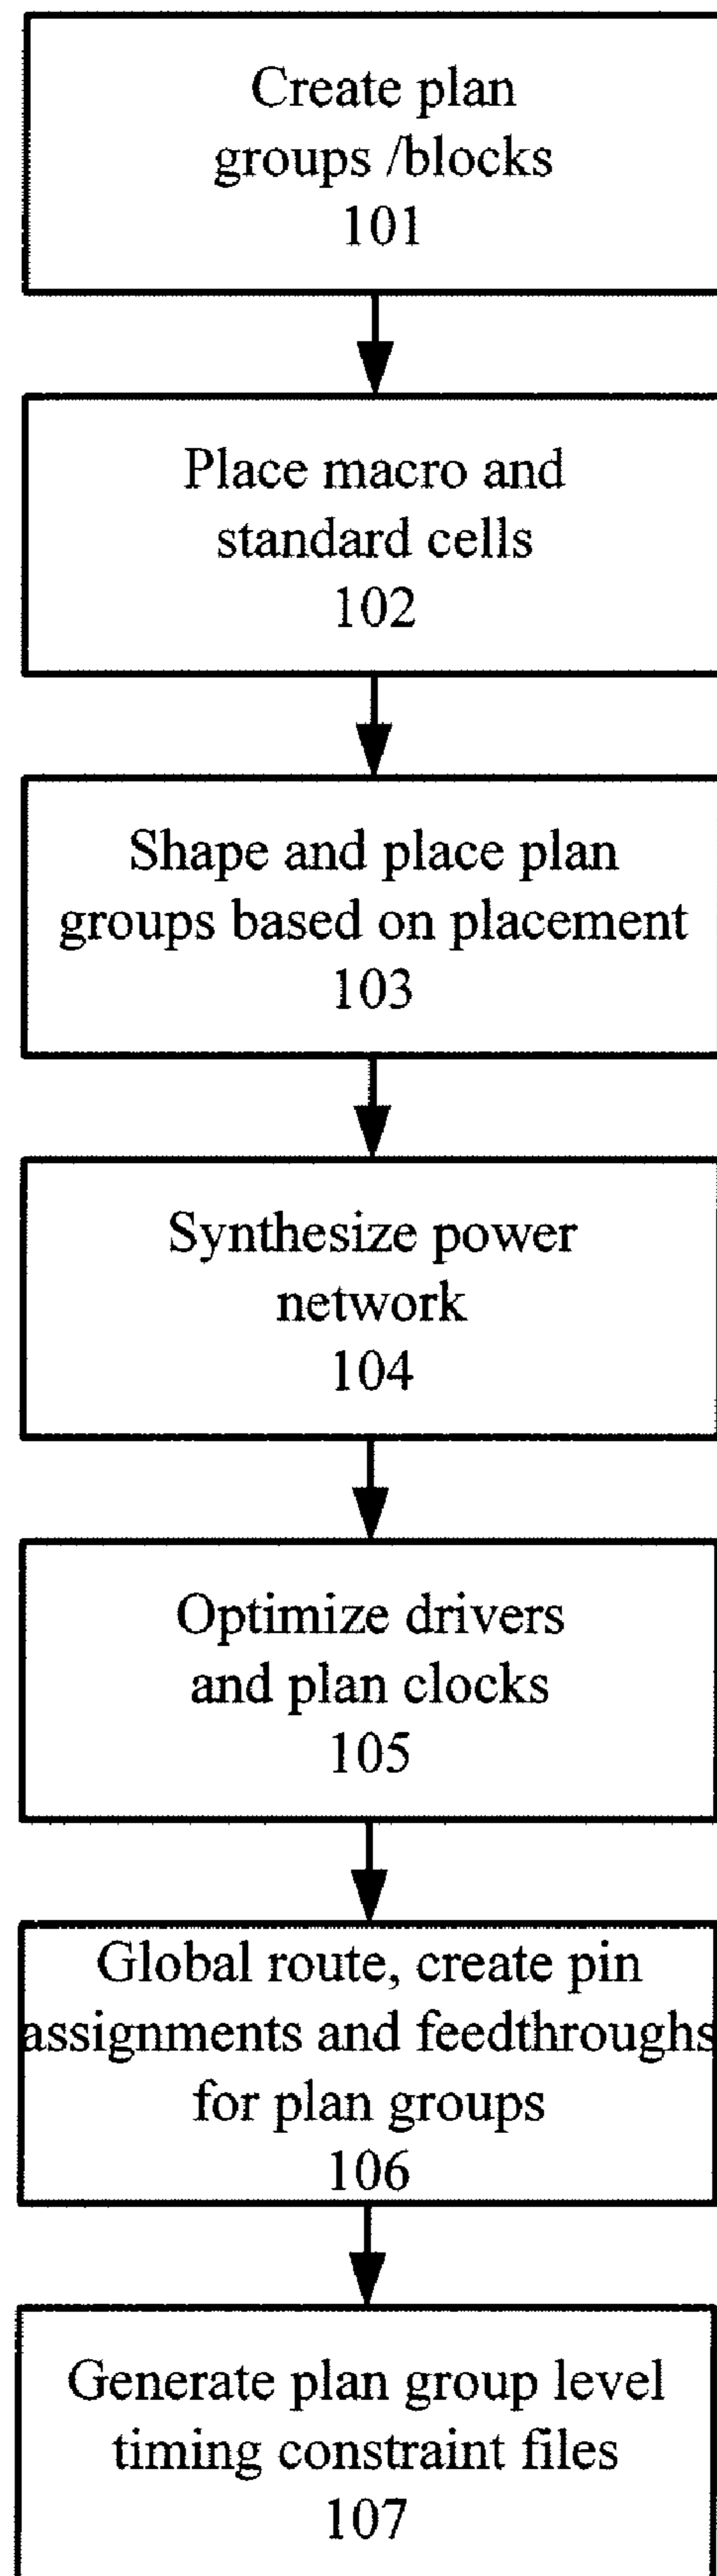 Create plan
groups /blocks
101
Place macro and
standard cells
102
Shape and place plan
groups based on placement
103
Synthesize power
network
104
Optimize drivers
and plan clocks
105
Global route, create pin
assignments and feedthroughs
for plan groups
106
Generate plan group level
timing constraint files
107